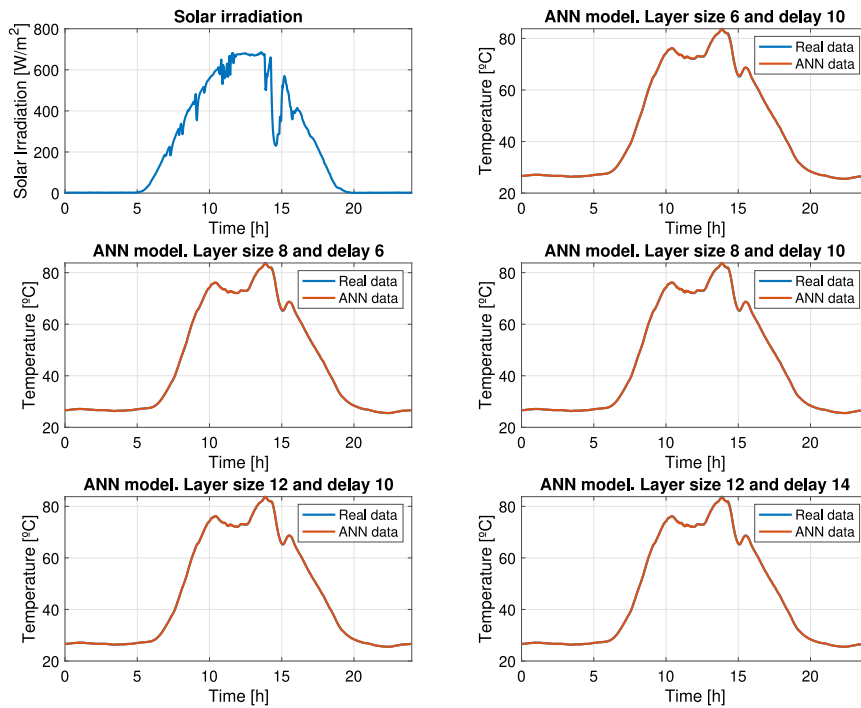 Solar irradiation
Solar Irradiation [W/m²]
800
600
400
200
0
0 5 10 15 20
Time [h]
ANN model. Layer size 6 and delay 10
Temperature [ºC]
80
60
40
20
Real data
ANN data
0 5 10 15 20
Time [h]
ANN model. Layer size 8 and delay 6
Temperature [ºC]
80
60
40
20
Real data
ANN data
0 5 10 15 20
Time [h]
ANN model. Layer size 8 and delay 10
Temperature [ºC]
80
60
40
20
Real data
ANN data
0 5 10 15 20
Time [h]
ANN model. Layer size 12 and delay 10
Temperature [ºC]
80
60
40
20
Real data
ANN data
0 5 10 15 20
Time [h]
ANN model. Layer size 12 and delay 14
Temperature [ºC]
80
60
40
20
Real data
ANN data
0 5 10 15 20
Time [h]